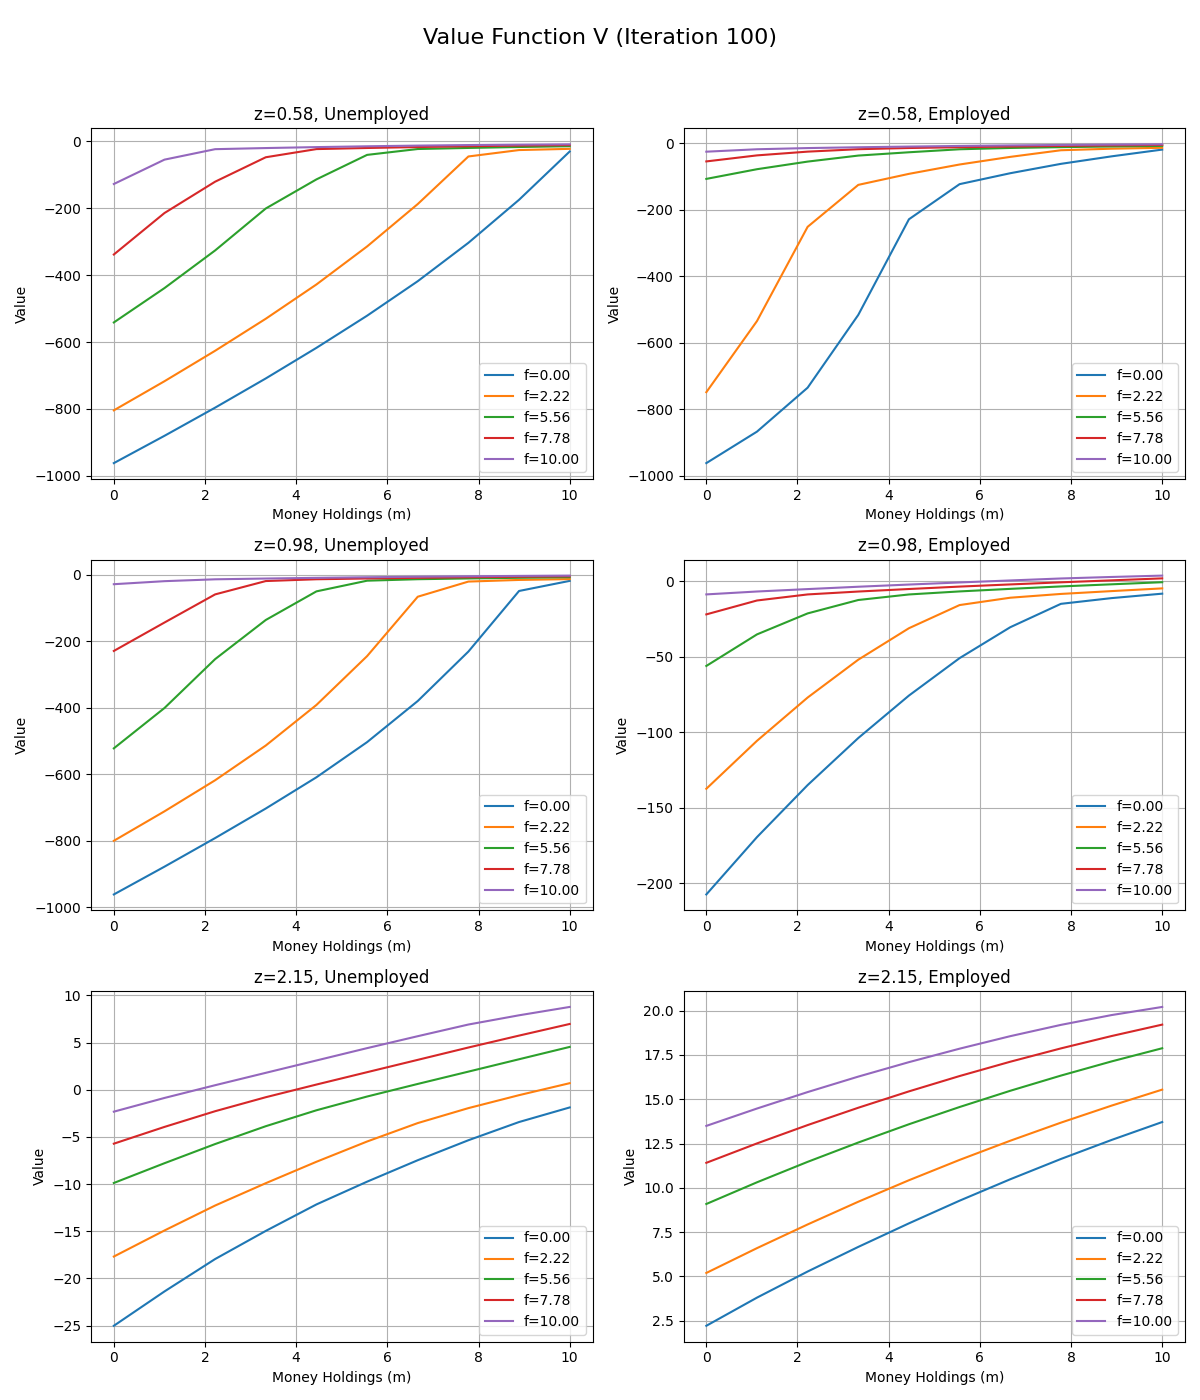 Value Function V (Iteration 100)
z=0.58, Unemployed
0
−200
−400
−600
−800
−1000
Value
0 2 4 6 8 10
Money Holdings (m)
f=0.00
f=2.22
f=5.56
f=7.78
f=10.00
z=0.58, Employed
0
−200
−400
−600
−800
−1000
Value
0 2 4 6 8 10
Money Holdings (m)
f=0.00
f=2.22
f=5.56
f=7.78
f=10.00
z=0.98, Unemployed
0
−200
−400
−600
−800
−1000
Value
0 2 4 6 8 10
Money Holdings (m)
f=0.00
f=2.22
f=5.56
f=7.78
f=10.00
z=0.98, Employed
0
−50
−100
−150
−200
Value
0 2 4 6 8 10
Money Holdings (m)
f=0.00
f=2.22
f=5.56
f=7.78
f=10.00
z=2.15, Unemployed
10
5
0
−5
−10
−15
−20
−25
Value
0 2 4 6 8 10
Money Holdings (m)
f=0.00
f=2.22
f=5.56
f=7.78
f=10.00
z=2.15, Employed
20.0
17.5
15.0
12.5
10.0
7.5
5.0
2.5
Value
0 2 4 6 8 10
Money Holdings (m)
f=0.00
f=2.22
f=5.56
f=7.78
f=10.00